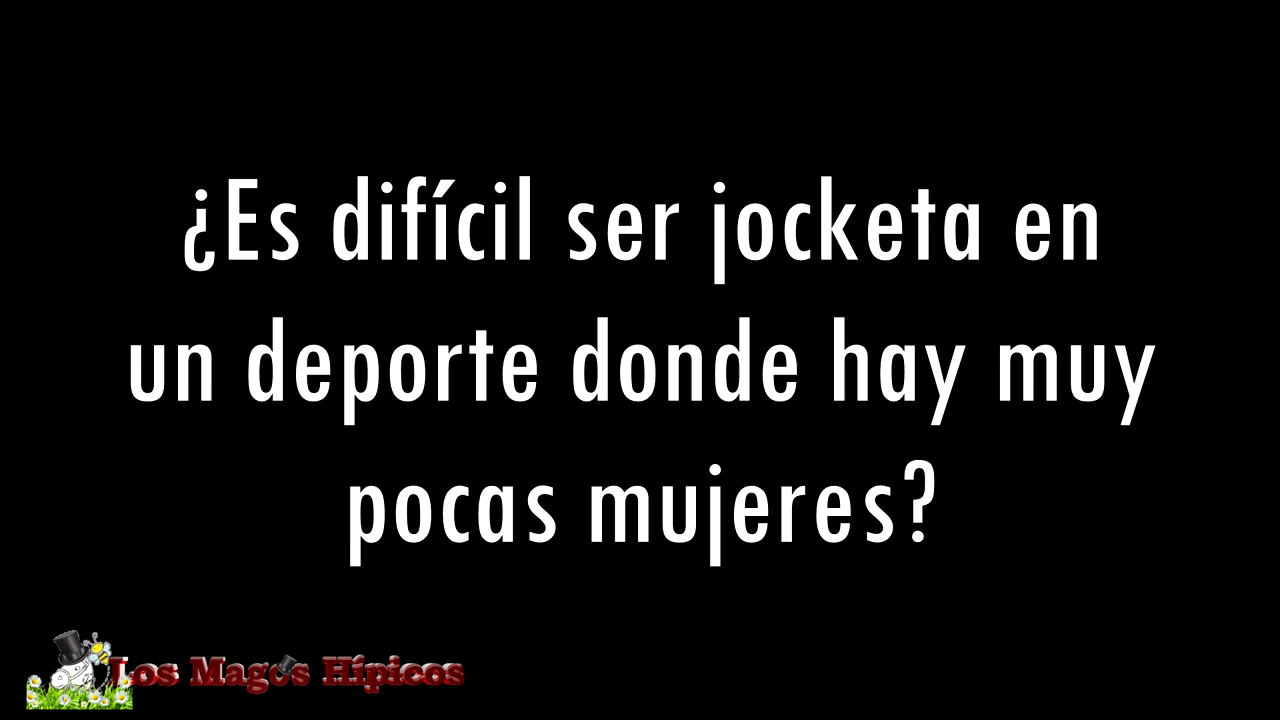 ¿Es difícil ser jocketa en
un deporte donde hay muy
pocas mujeres?
Los Magos Hípicos